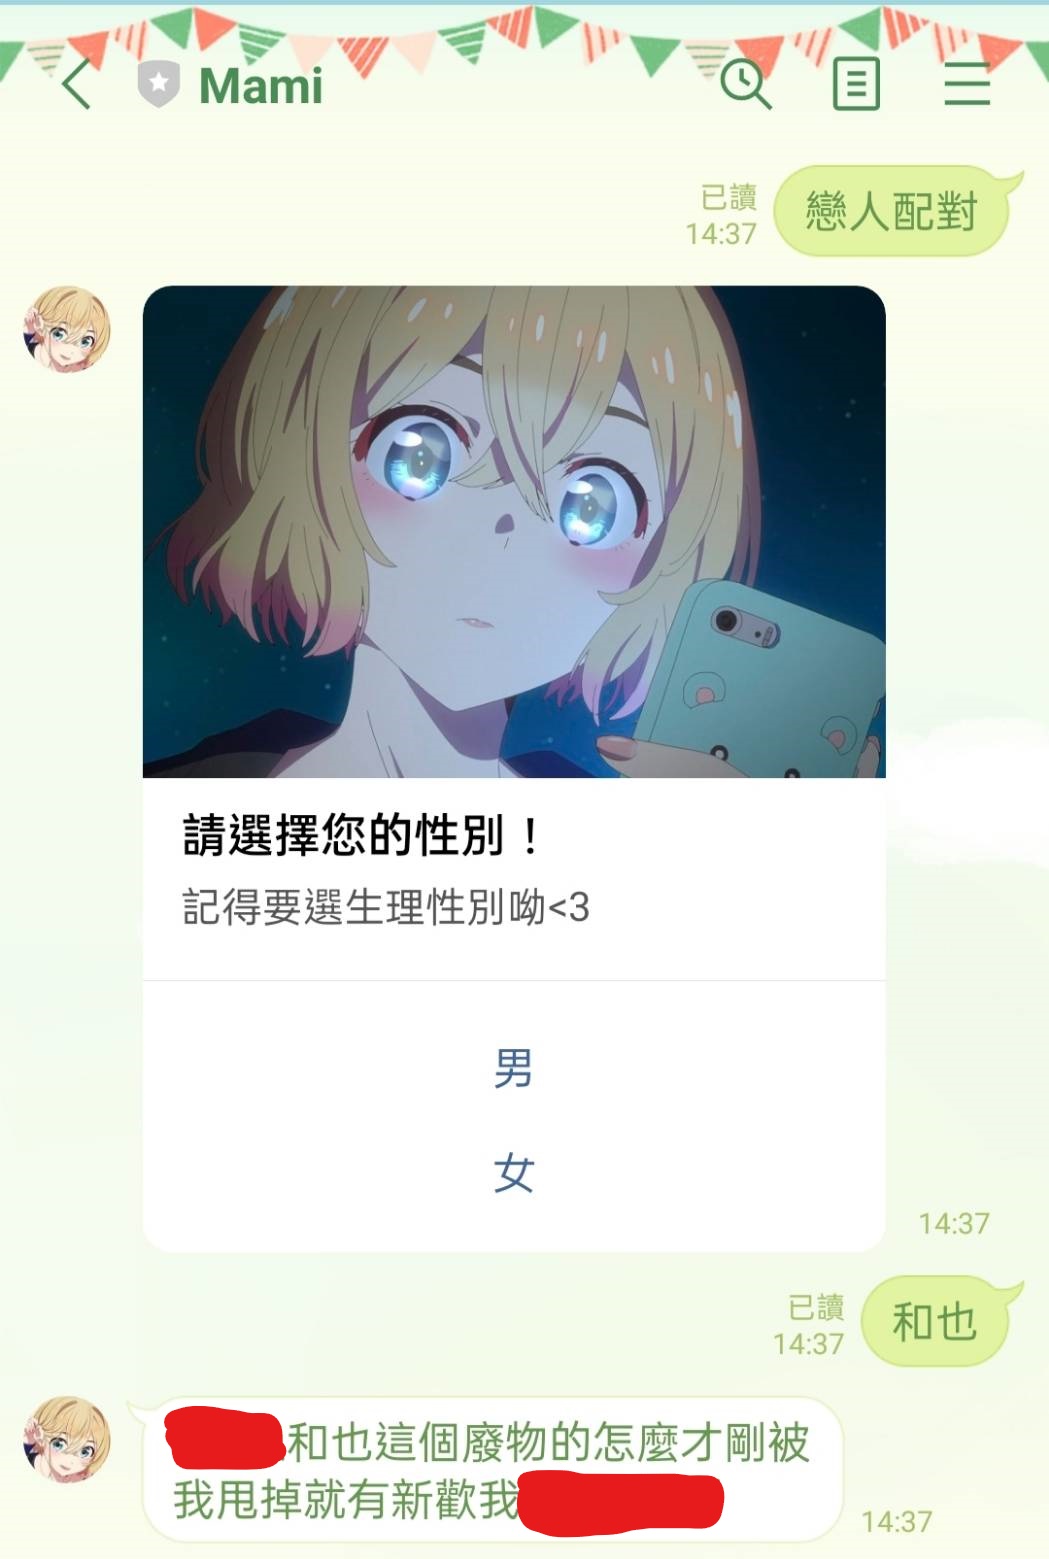 Mami
戀人配對
已讀
14:37
請選擇您的性別！
記得要選生理性別呦<3
男
女
14:37
和也
已讀
14:37
和也這個廢物的怎麼才剛被
我甩掉就有新歡我
14:37